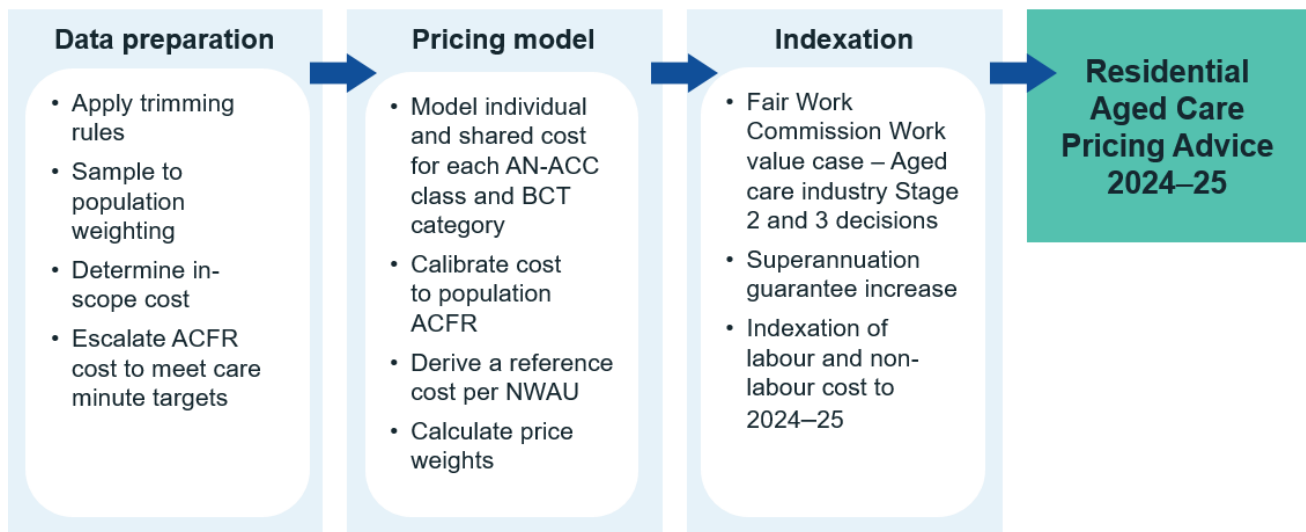 Data preparation
• Apply trimming
rules
• Sample to
population
weighting
• Determine in-
scope cost
• Escalate ACFR
cost to meet care
minute targets
Pricing model
• Model individual
and shared cost
for each AN-ACC
class and BCT
category
• Calibrate cost
to population
ACFR
• Derive a reference
cost per NWAU
• Calculate price
weights
Indexation
• Fair Work
Commission Work
value case – Aged
care industry Stage
2 and 3 decisions
• Superannuation
guarantee increase
• Indexation of
labour and non-
labour cost to
2024–25
Residential
Aged Care
Pricing Advice
2024–25